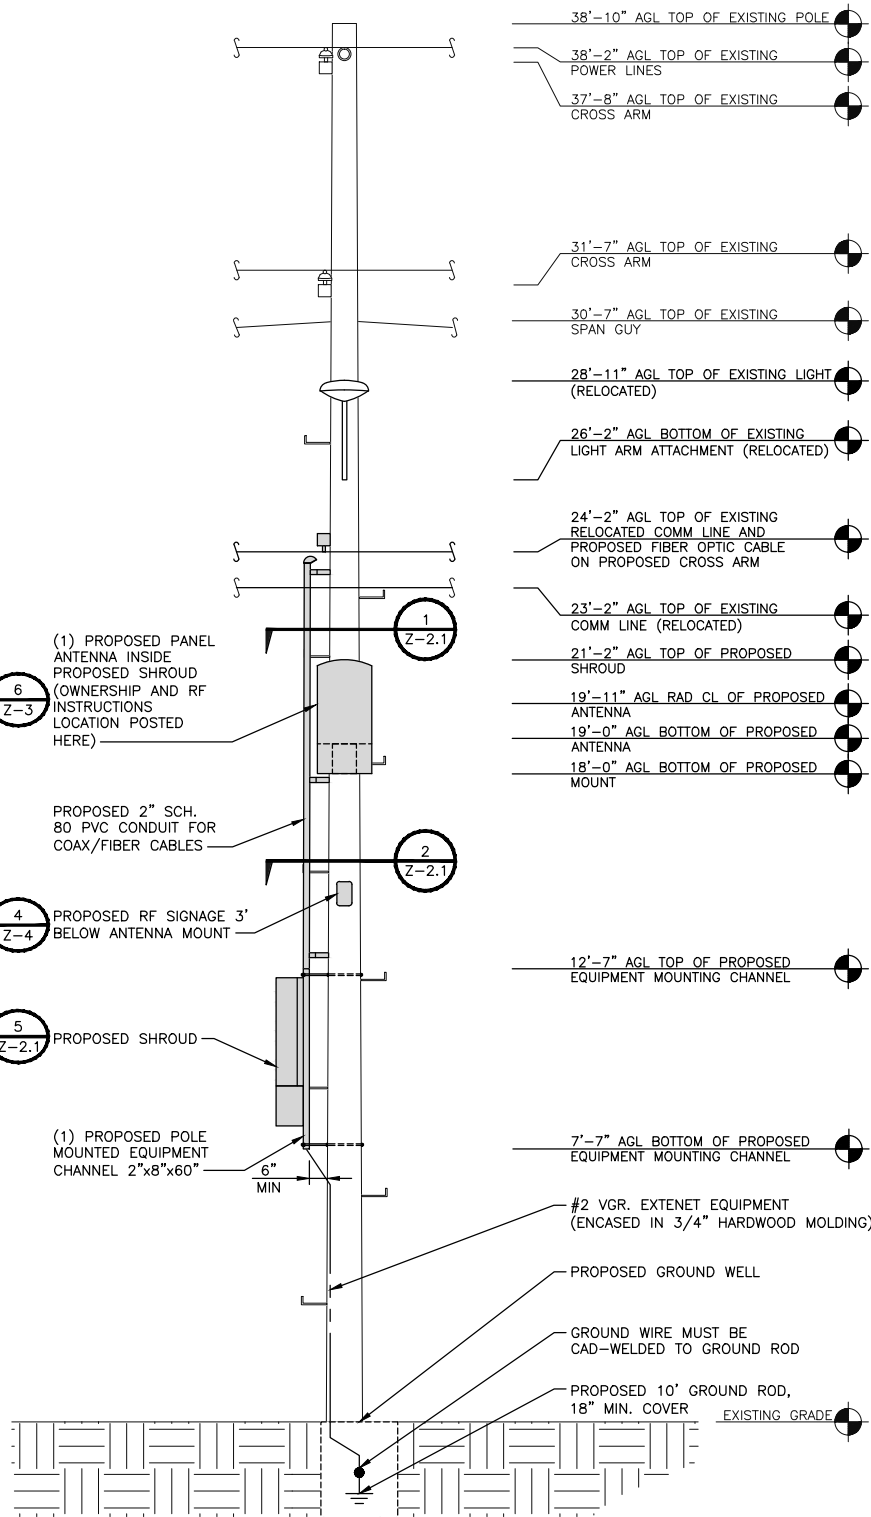 38'-10" AGL TOP OF EXISTING POLE
38'-2" AGL TOP OF EXISTING
POWER LINES
37'-8" AGL TOP OF EXISTING
CROSS ARM
31'-7" AGL TOP OF EXISTING
CROSS ARM
30'-7" AGL TOP OF EXISTING
SPAN GUY
28'-11" AGL TOP OF EXISTING LIGHT
(RELOCATED)
26'-2" AGL BOTTOM OF EXISTING
LIGHT ARM ATTACHMENT (RELOCATED)
24'-2" AGL TOP OF EXISTING
RELOCATED COMM LINE AND
PROPOSED FIBER OPTIC CABLE
ON PROPOSED CROSS ARM
23'-2" AGL TOP OF EXISTING
COMM LINE (RELOCATED)
21'-2" AGL TOP OF PROPOSED
SHROUD
19'-11" AGL RAD CL OF PROPOSED
ANTENNA
19'-0" AGL BOTTOM OF PROPOSED
ANTENNA
18'-0" AGL BOTTOM OF PROPOSED
MOUNT
12'-7" AGL TOP OF PROPOSED
EQUIPMENT MOUNTING CHANNEL
7'-7" AGL BOTTOM OF PROPOSED
EQUIPMENT MOUNTING CHANNEL
#2 VGR. EXTENET EQUIPMENT
(ENCASED IN 3/4" HARDWOOD MOLDING)
PROPOSED GROUND WELL
GROUND WIRE MUST BE
CAD-WELDED TO GROUND ROD
PROPOSED 10' GROUND ROD,
18" MIN. COVER
EXISTING GRADE
1
Z-2.1
6
Z-3
(1) PROPOSED PANEL
ANTENNA INSIDE
PROPOSED SHROUD
(OWNERSHIP AND RF
INSTRUCTIONS
LOCATION POSTED
HERE)
PROPOSED 2" SCH.
80 PVC CONDUIT FOR
COAX/FIBER CABLES
2
Z-2.1
4
Z-4
PROPOSED RF SIGNAGE 3'
BELOW ANTENNA MOUNT
5
Z-2.1
PROPOSED SHROUD
(1) PROPOSED POLE
MOUNTED EQUIPMENT
CHANNEL 2"x8"x60"
6"
MIN